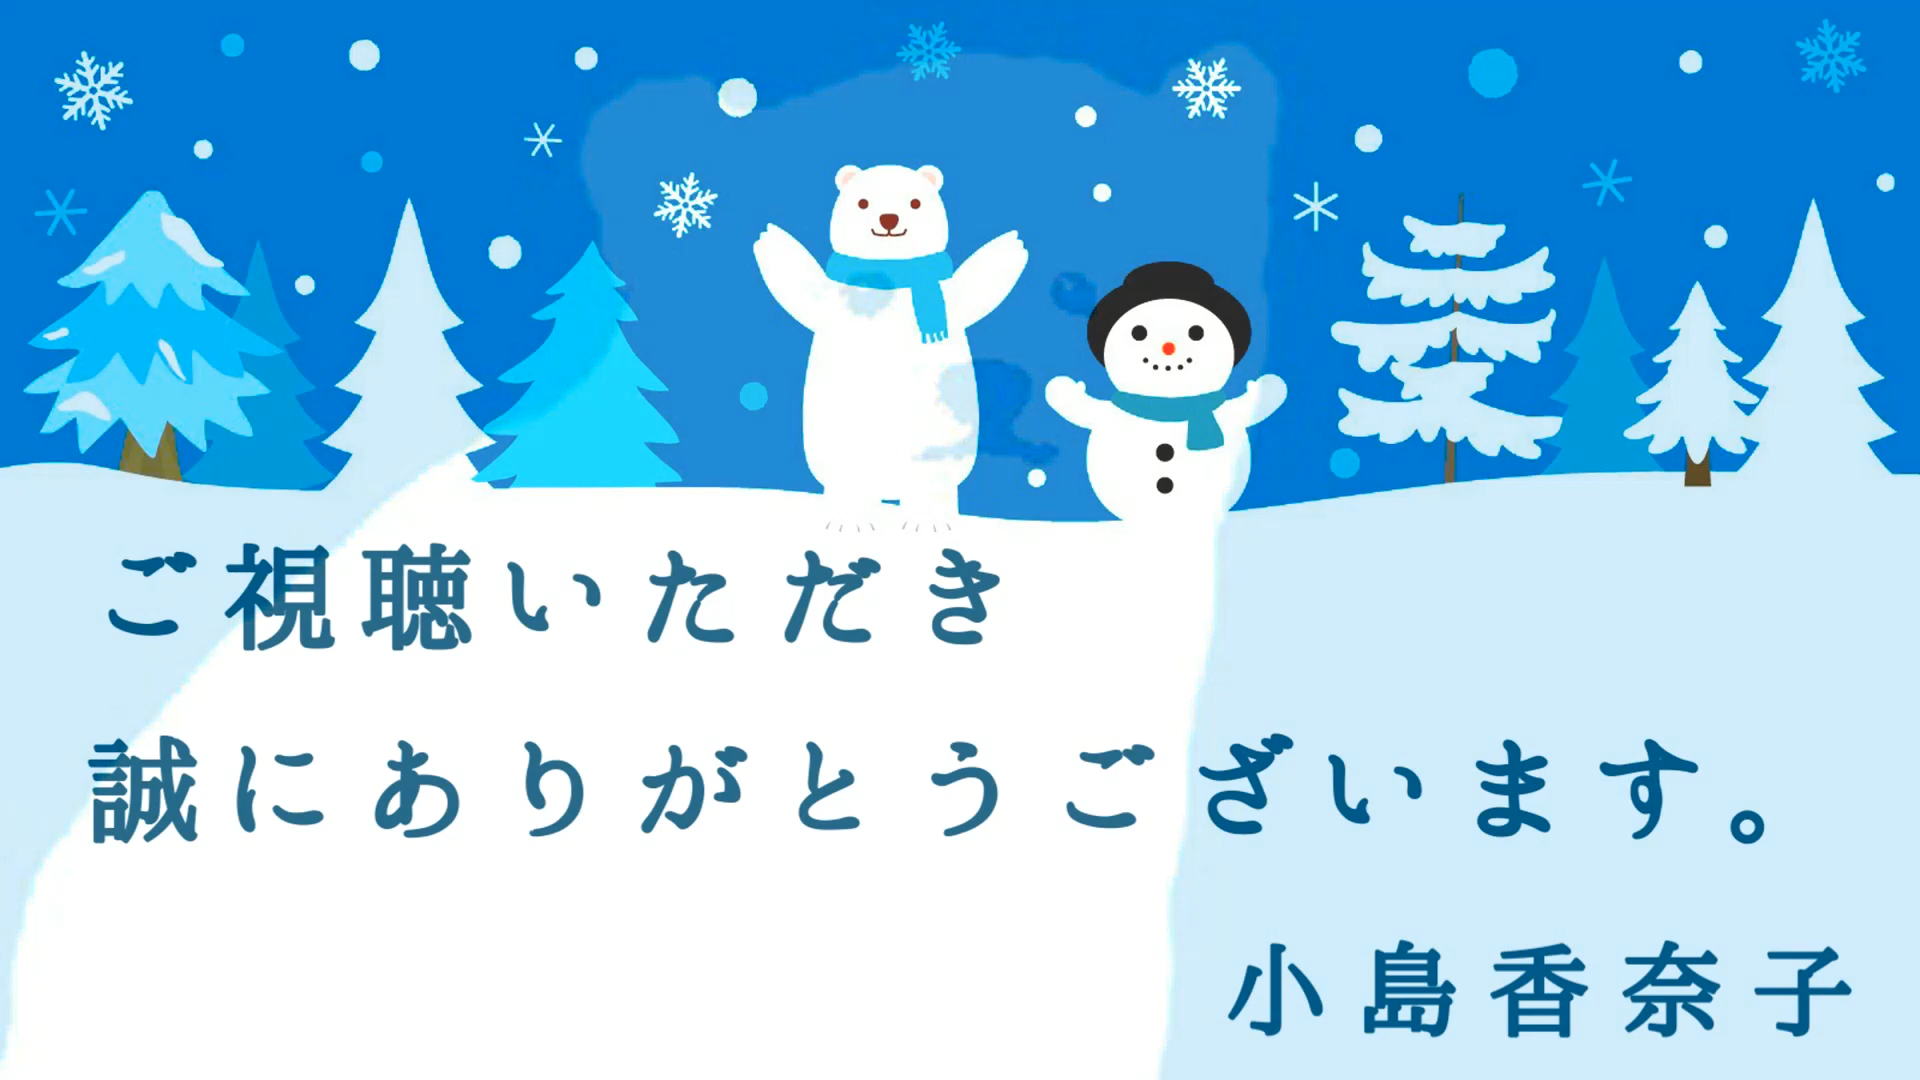 ご視聴いただき
誠にありがとうございます。
小島香奈子